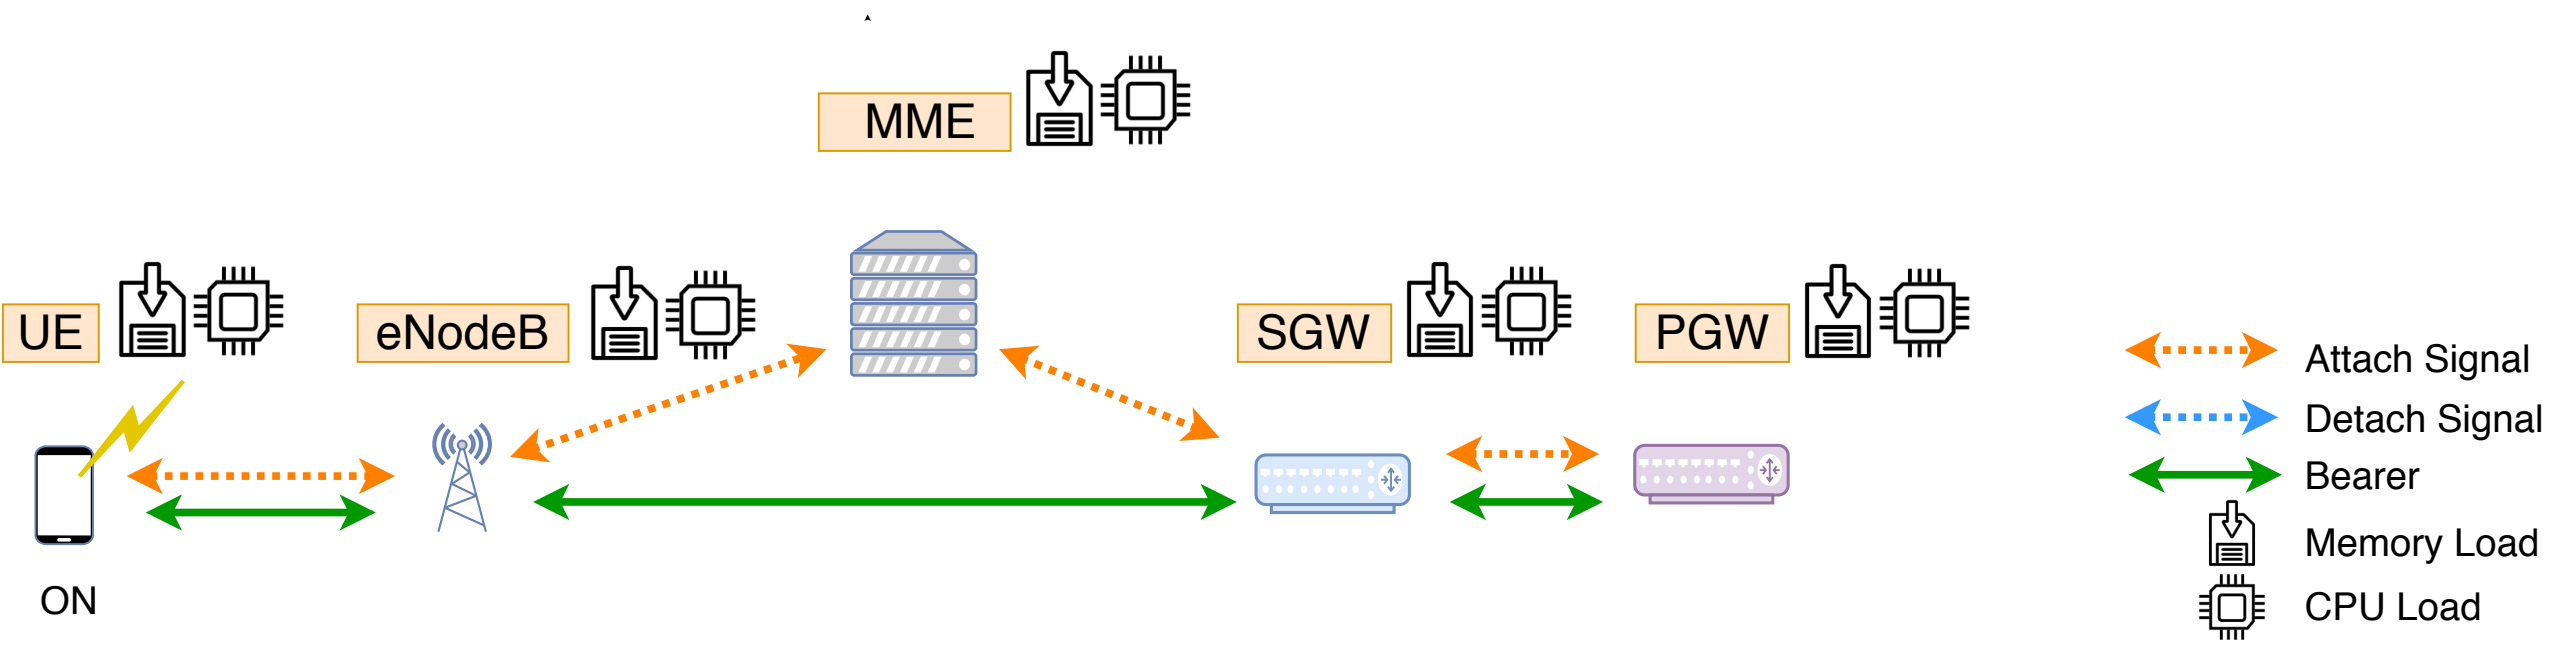 MME
UE
eNodeB
SGW
PGW
ON
Attach Signal
Detach Signal
Bearer
Memory Load
CPU Load